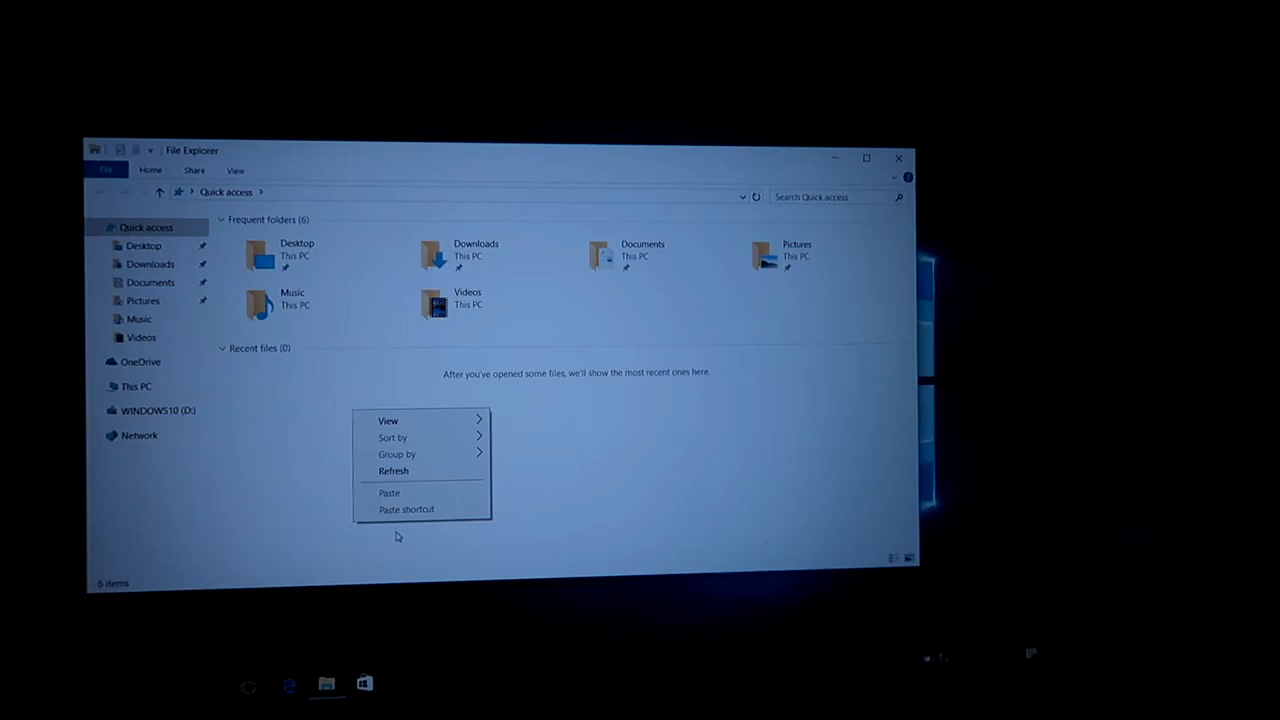 File Explorer
File
Home
Share
View
Quick access
Search Quick access
Quick access
Desktop
Downloads
Documents
Pictures
Music
Videos
OneDrive
This PC
WINDOWS10 (D:)
Network
Frequent folders (6)
Desktop
This PC
Downloads
This PC
Documents
This PC
Pictures
This PC
Music
This PC
Videos
This PC
Recent files (0)
After you've opened some files, we'll show the most recent ones here.
View
Sort by
Group by
Refresh
Paste
Paste shortcut
6 items